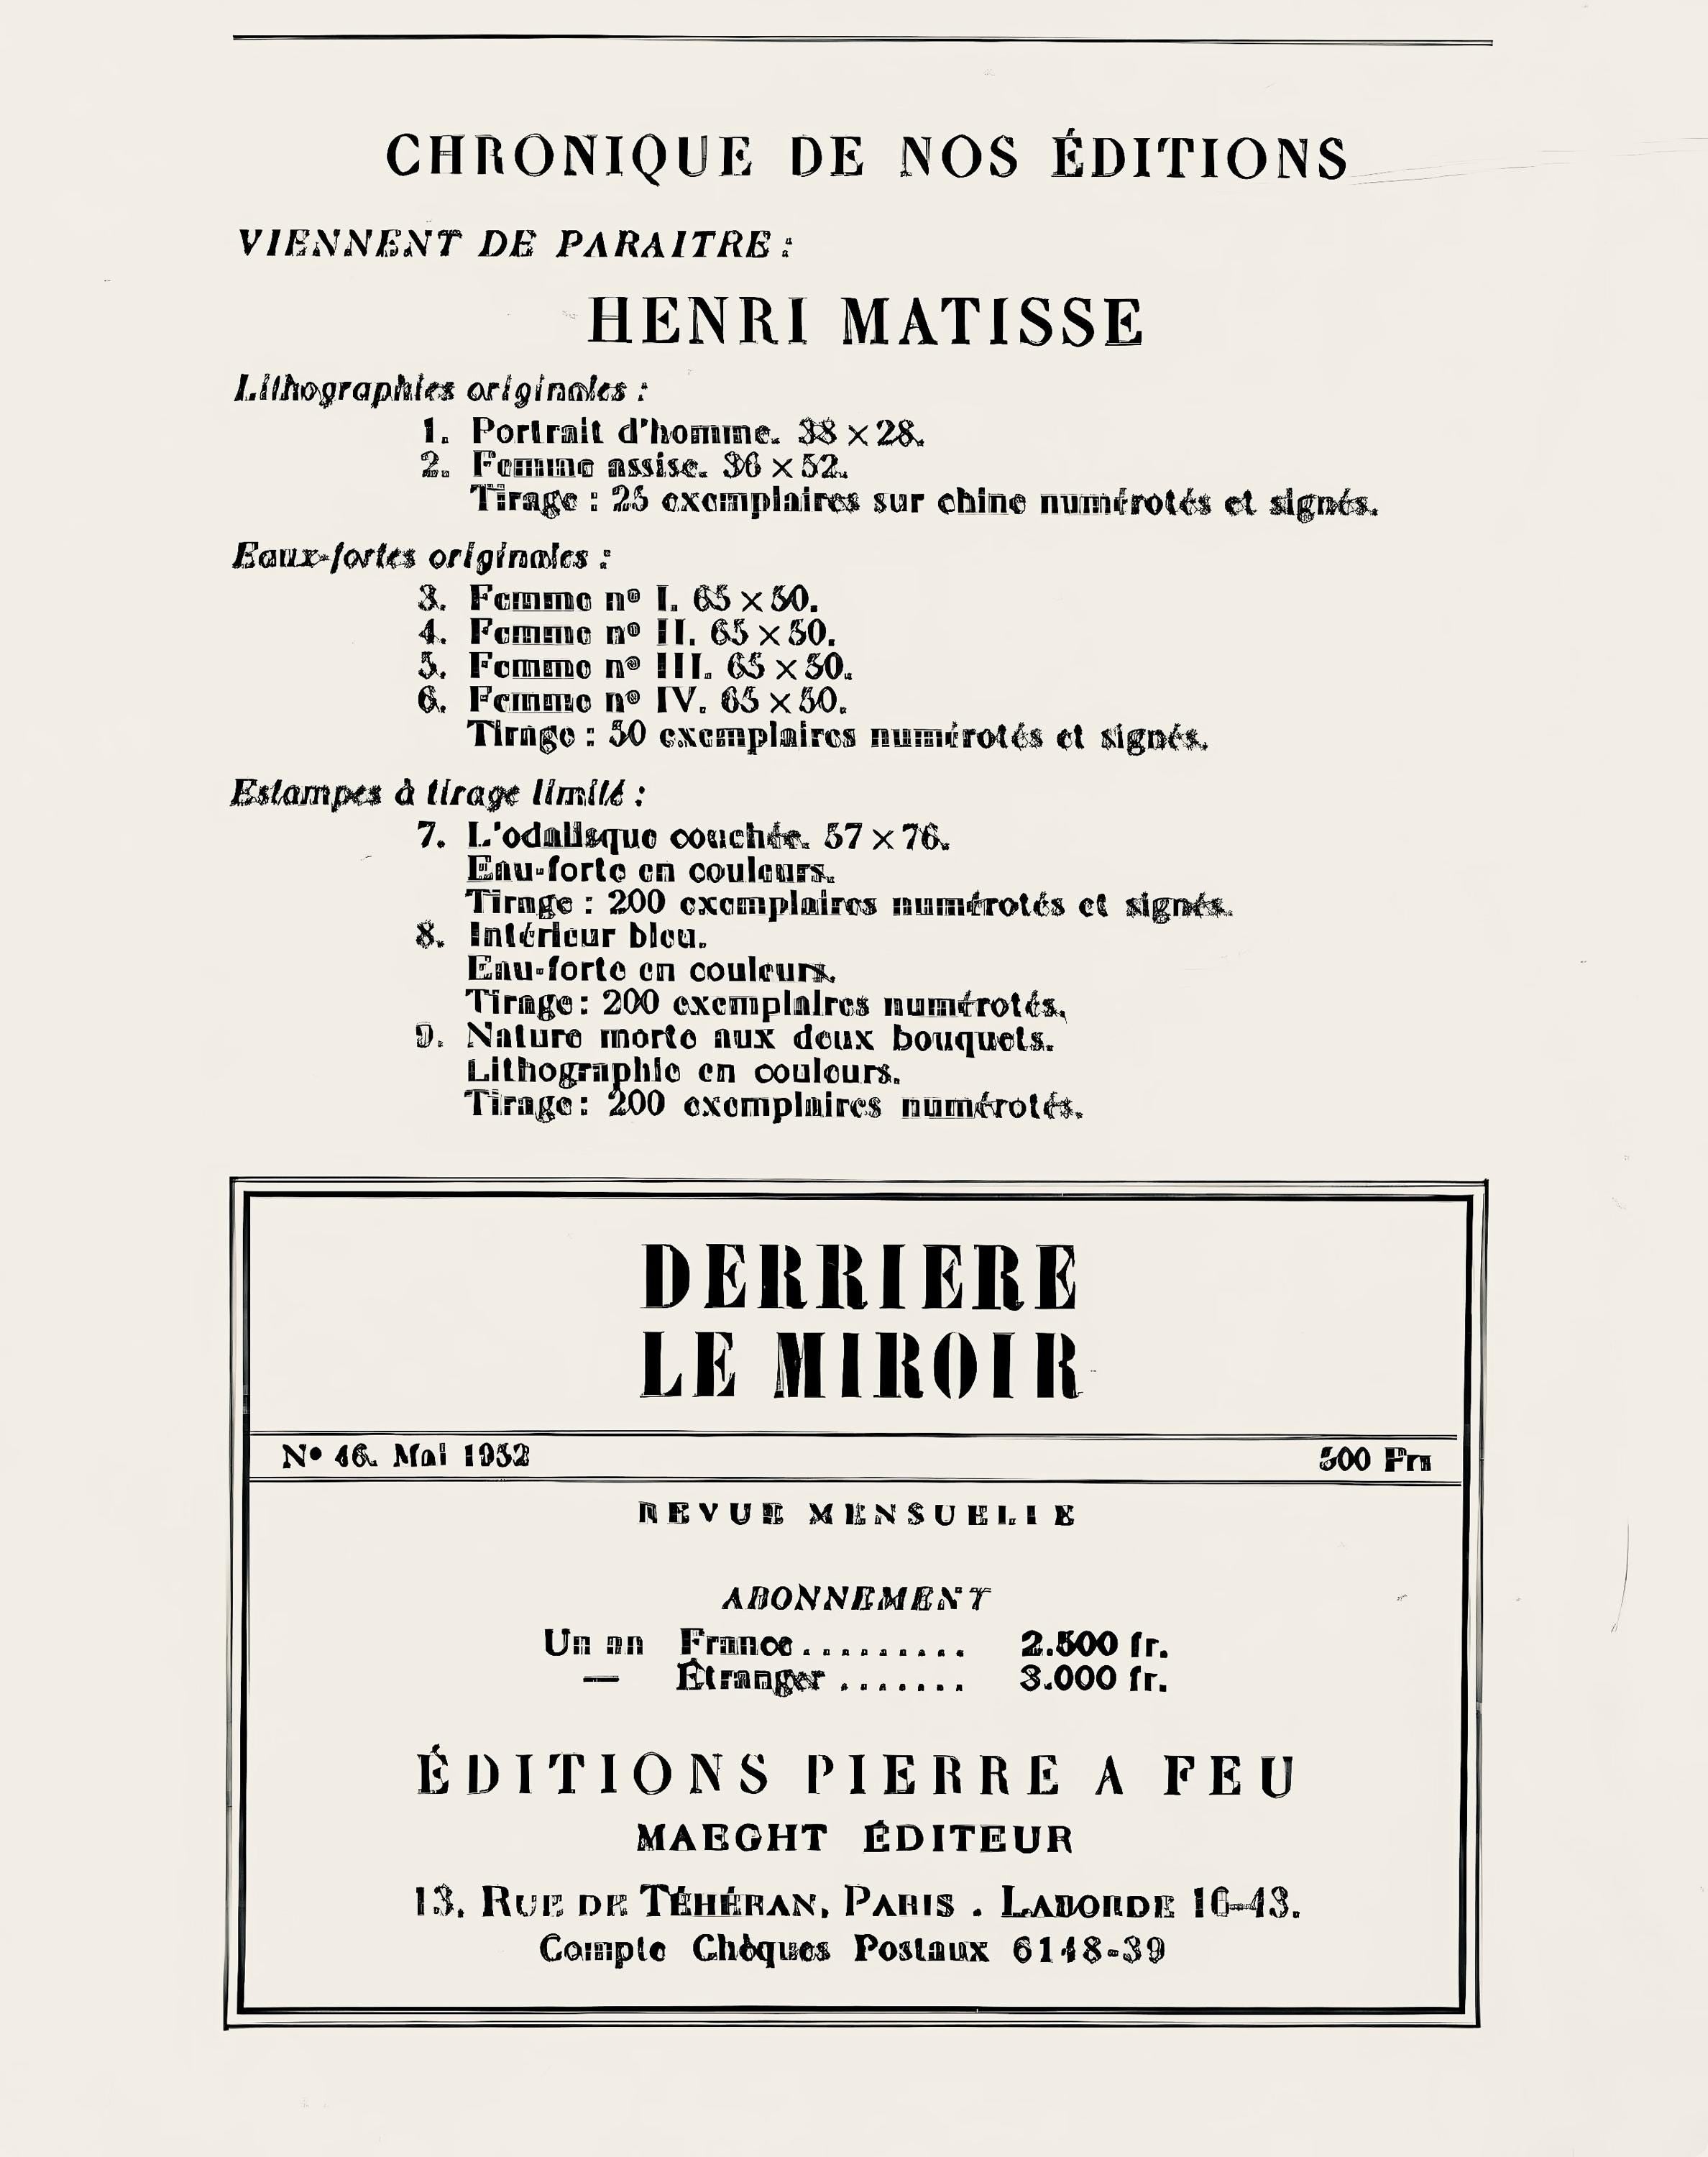 CHRONIQUE DE NOS ÉDITIONS
VIENNENT DE PARAITRE :
HENRI MATISSE
Lithographies originales :
1. Portrait d'homme. 38 × 28.
2. Femme assise. 36 × 52.
Tirage : 25 exemplaires sur chine numérotés et signés.
Eaux-fortes originales :
3. Femme nº I. 65 × 50.
4. Femme nº II. 65 × 50.
5. Femme nº III. 65 × 50.
6. Femme nº IV. 65 × 50.
Tirage : 50 exemplaires numérotés et signés.
Estampes à tirage limité :
7. L'odalisque couchée. 57 × 76.
Eau-forte en couleurs.
Tirage : 200 exemplaires numérotés et signés.
8. Intérieur bleu.
Eau-forte en couleurs.
Tirage : 200 exemplaires numérotés.
9. Nature morte aux deux bouquets.
Lithographie en couleurs.
Tirage : 200 exemplaires numérotés.
DERRIERE
LE MIROIR
Nº 46. Mai 1952 500 Frs
REVUE MENSUELLE
ABONNEMENT
Un an France......... 2.500 fr.
— Étranger....... 3.000 fr.
ÉDITIONS PIERRE A FEU
MAEGHT ÉDITEUR
13, RUE DE TÉHÉRAN, PARIS . LABORDE 16-43.
Compte Chèques Postaux 6148-39